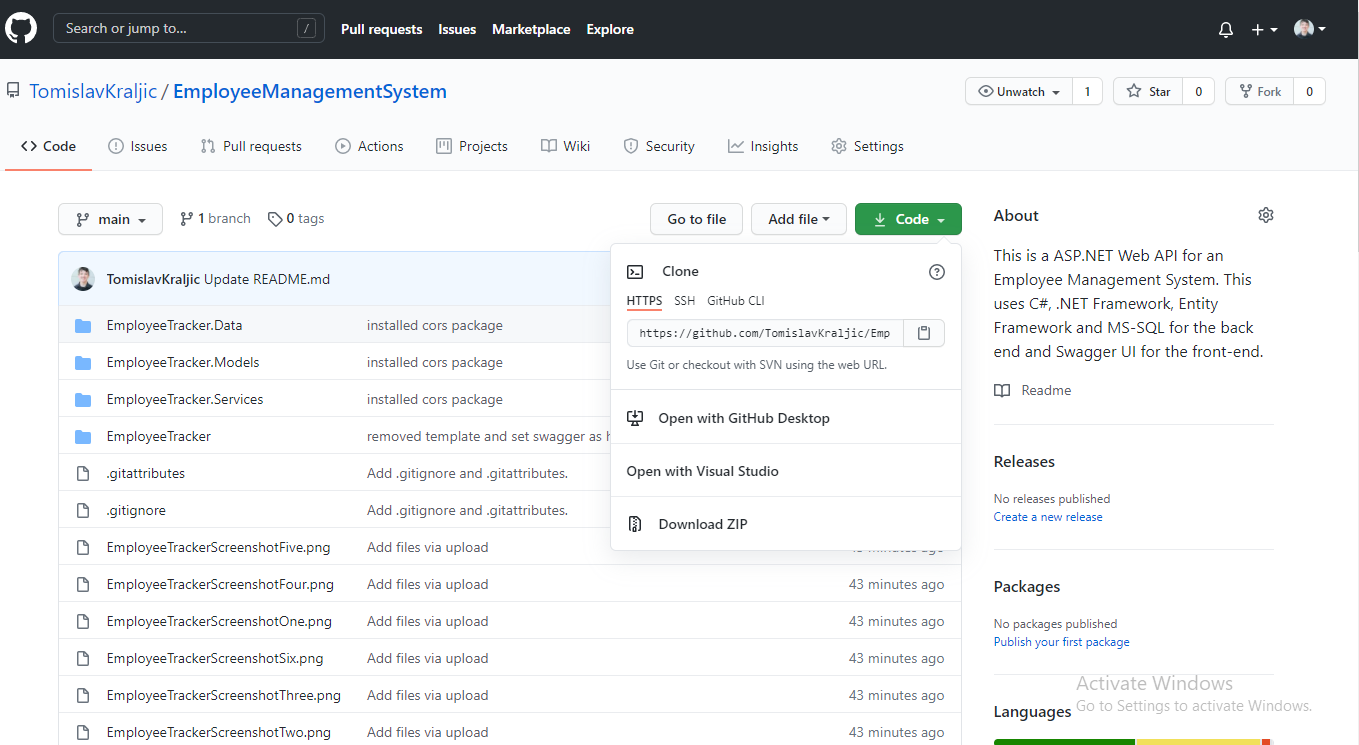 Search or jump to... /
Pull requests Issues Marketplace Explore
TomislavKraljic / EmployeeManagementSystem
Unwatch 1 Star 0 Fork 0
Code Issues Pull requests Actions Projects Wiki Security Insights Settings
main 1 branch 0 tags Go to file Add file Code
TomislavKraljic Update README.md
EmployeeTracker.Data installed cors package
EmployeeTracker.Models installed cors package
EmployeeTracker.Services installed cors package
EmployeeTracker removed template and set swagger as h
.gitattributes Add .gitignore and .gitattributes.
.gitignore Add .gitignore and .gitattributes.
EmployeeTrackerScreenshotFive.png Add files via upload
EmployeeTrackerScreenshotFour.png Add files via upload 43 minutes ago
EmployeeTrackerScreenshotOne.png Add files via upload 43 minutes ago
EmployeeTrackerScreenshotSix.png Add files via upload 43 minutes ago
EmployeeTrackerScreenshotThree.png Add files via upload 43 minutes ago
EmployeeTrackerScreenshotTwo.png Add files via upload 43 minutes ago
Clone
HTTPS SSH GitHub CLI
https://github.com/TomislavKraljic/Emp
Use Git or checkout with SVN using the web URL.
Open with GitHub Desktop
Open with Visual Studio
Download ZIP
About
This is a ASP.NET Web API for an
Employee Management System. This
uses C#, .NET Framework, Entity
Framework and MS-SQL for the back
end and Swagger UI for the front-end.
Readme
Releases
No releases published
Create a new release
Packages
No packages published
Publish your first package
Languages
Activate Windows
Go to Settings to activate Windows.